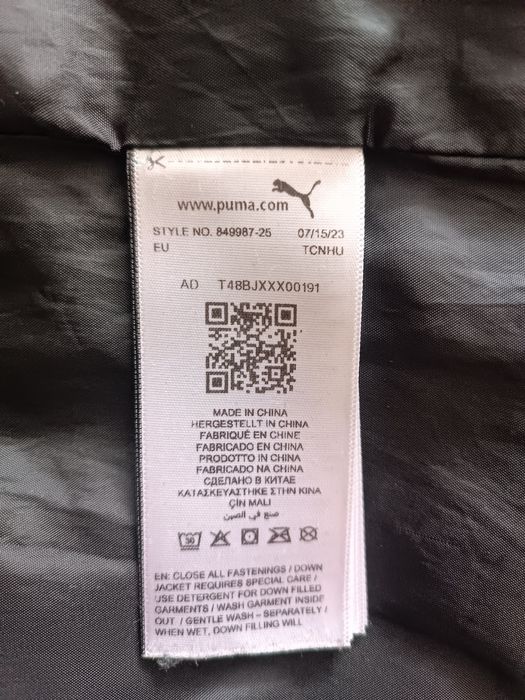 www.puma.com
STYLE NO. 849987-25 07/15/23
EU TCNHU
AD T48BJXXX00191
MADE IN CHINA
HERGESTELLT IN CHINA
FABRIQUÉ EN CHINE
FABRICADO EN CHINA
PRODOTTO IN CHINA
FABRICADO NA CHINA
СДЕЛАНО В КИТАЕ
ΚΑΤΑΣΚΕΥΑΣΤΗΚΕ ΣΤΗΝ ΚΙΝΑ
ÇİN MALI
صنع في الصين
30
EN: CLOSE ALL FASTENINGS / DOWN
JACKET REQUIRES SPECIAL CARE /
USE DETERGENT FOR DOWN FILLED
GARMENTS / WASH GARMENT INSIDE
OUT / GENTLE WASH – SEPARATELY /
WHEN WET, DOWN FILLING WILL